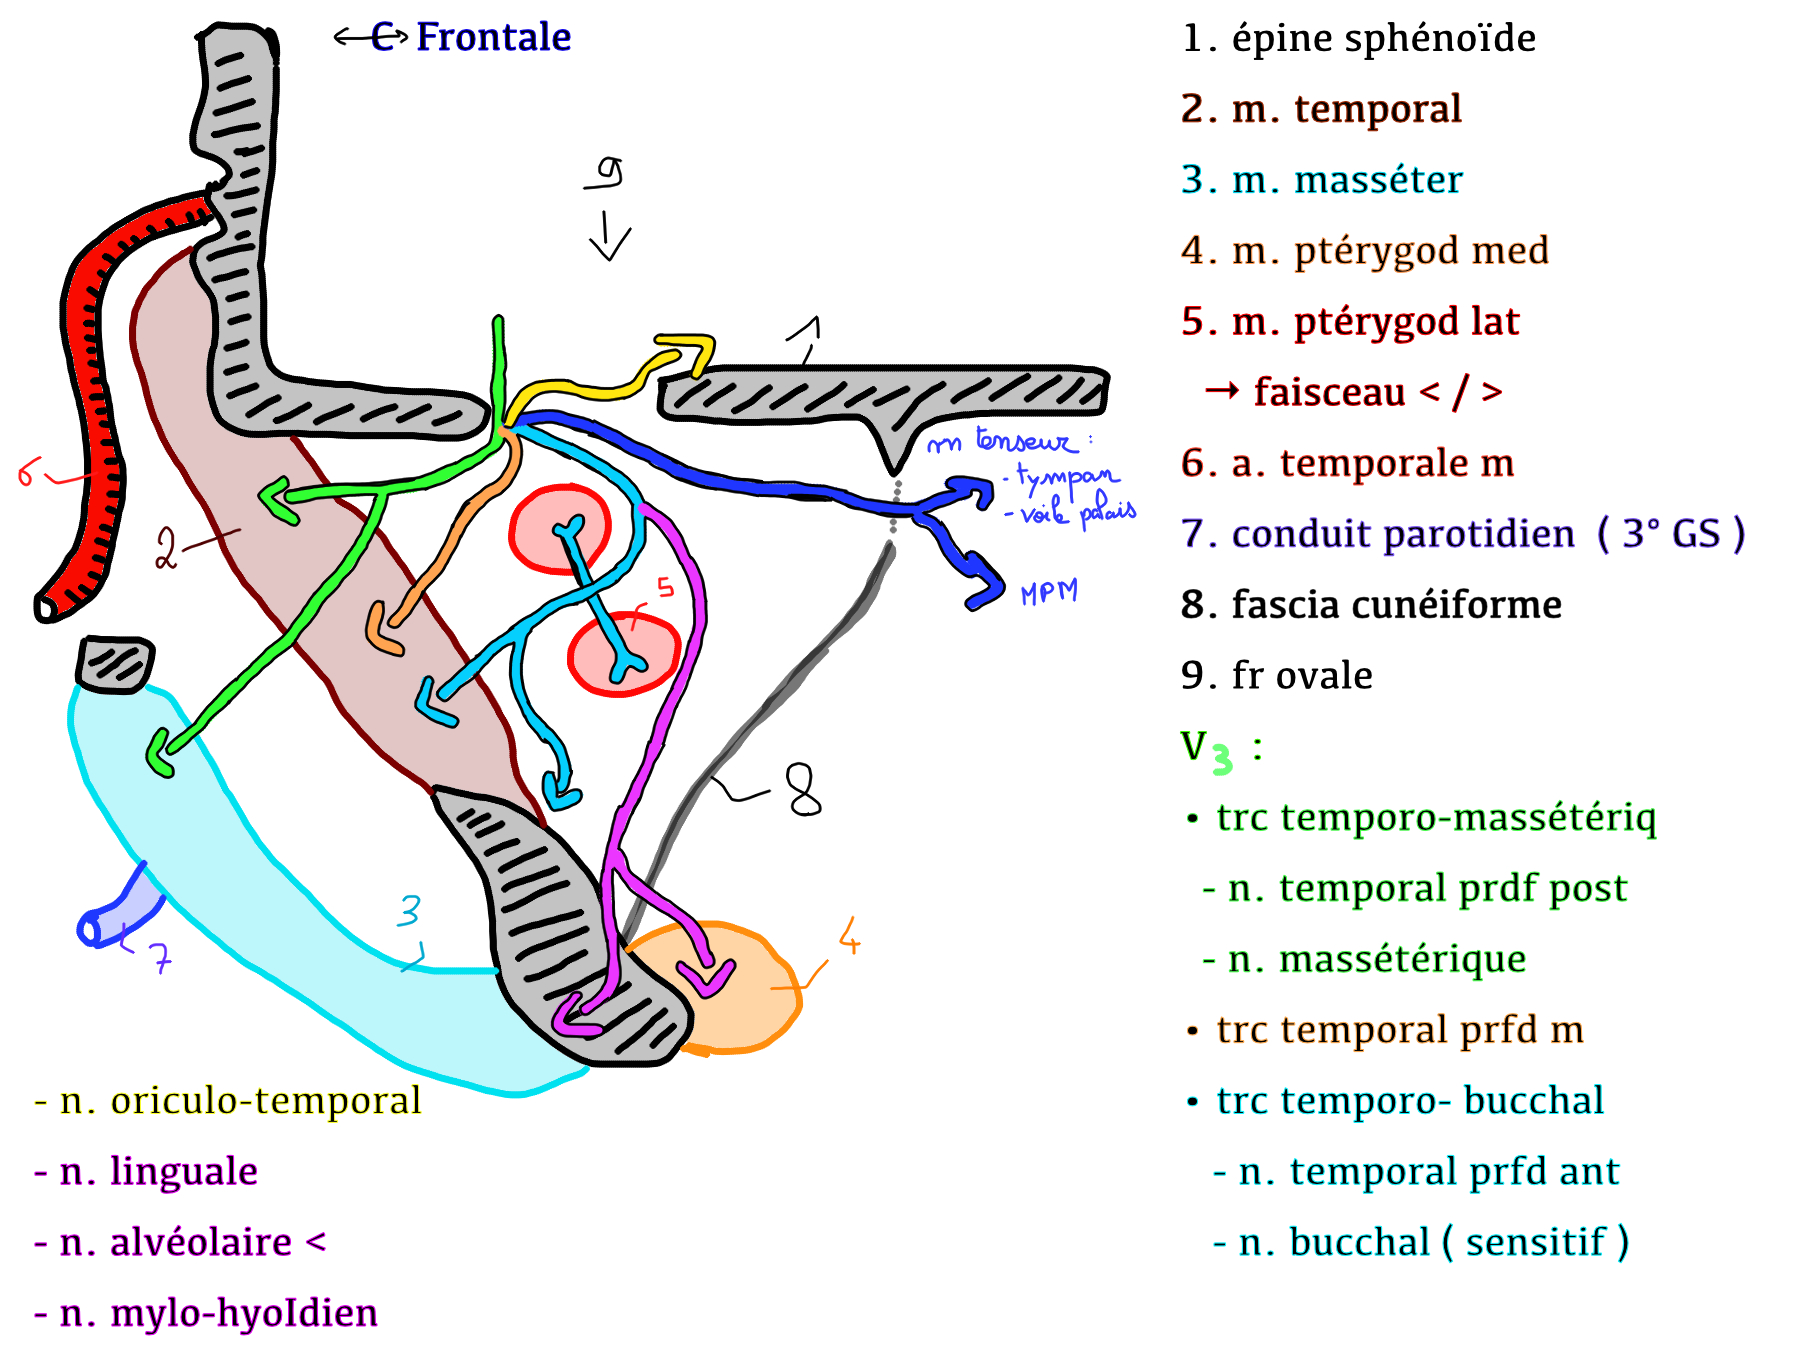 C Frontale
9
1
mm tenseur :
- tympan
- voile palais
MPM
6
2
5
8
3
7
4
1. épine sphénoïde
2. m. temporal
3. m. masséter
4. m. ptérygod med
5. m. ptérygod lat
→ faisceau < / >
6. a. temporale m
7. conduit parotidien ( 3° GS )
8. fascia cunéiforme
9. fr ovale
V3 :
• trc temporo-massétériq
- n. temporal prdf post
- n. massétérique
• trc temporal prfd m
• trc temporo- bucchal
- n. temporal prfd ant
- n. bucchal ( sensitif )
- n. oriculo-temporal
- n. linguale
- n. alvéolaire <
- n. mylo-hyoIdien